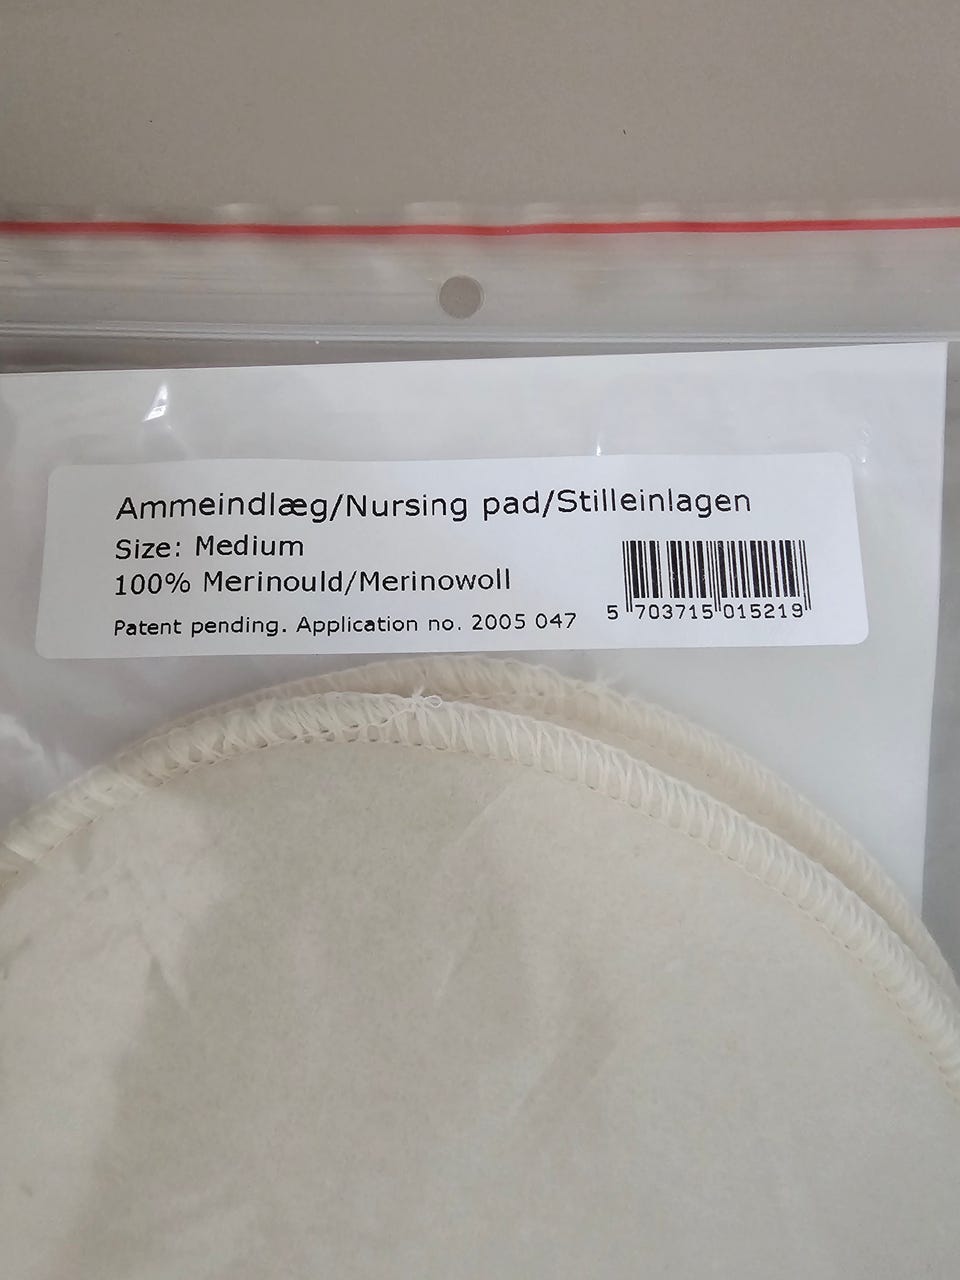 Ammeindlæg/Nursing pad/Stilleinlagen
Size: Medium
100% Merinould/Merinowoll
Patent pending. Application no. 2005 047
5 703715 015219